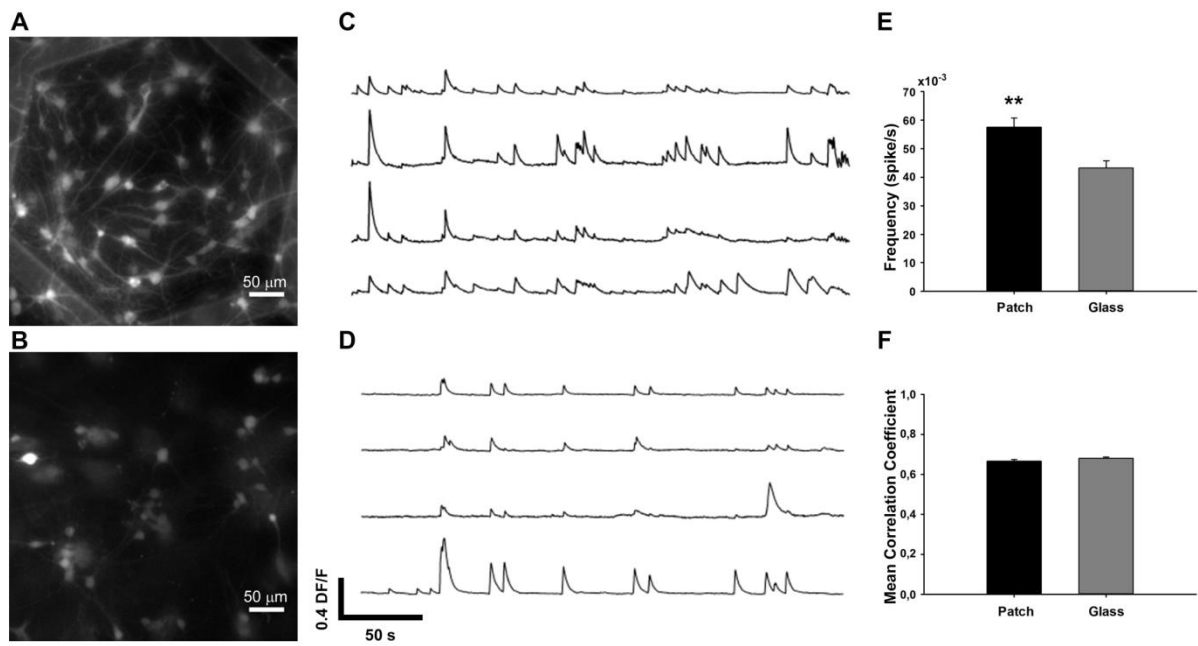 A
50 μm
B
50 μm
C
D
0.4 DF/F
50 s
E
x10⁻³
Frequency (spike/s)
70
60
50
40
30
20
10
0
**
Patch Glass
F
Mean Correlation Coefficient
1,0
0,8
0,6
0,4
0,2
0,0
Patch Glass